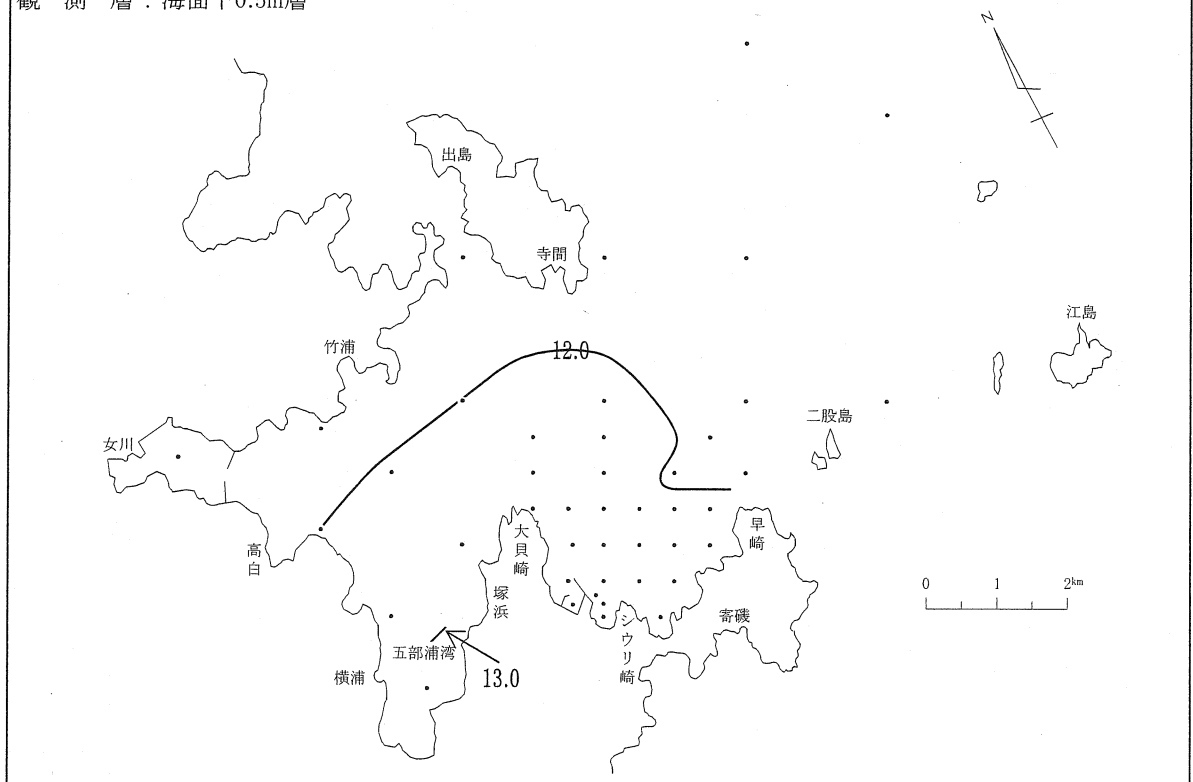 観 測 層：海面下0.5m層
N
出島
寺間
江島
竹浦
12.0
二股島
女川
大貝崎
早崎
高白
塚浜
0 1 2km
シウリ崎
寄磯
五部浦湾
横浦
13.0